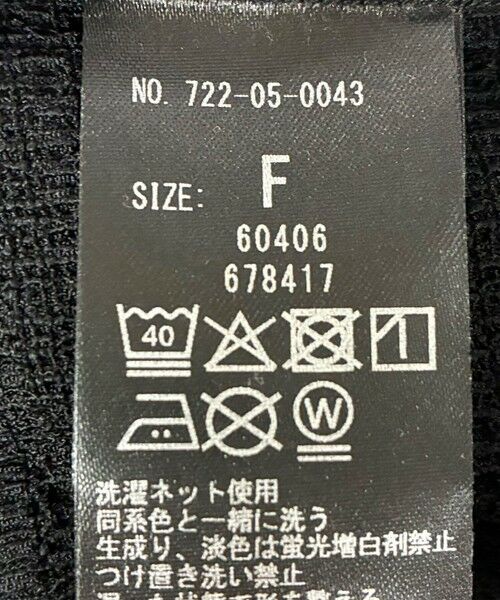 NO. 722-05-0043
SIZE: F
60406
678417
40
W
洗濯ネット使用
同系色と一緒に洗う
生成り、淡色は蛍光増白剤禁止
つけ置き洗い禁止